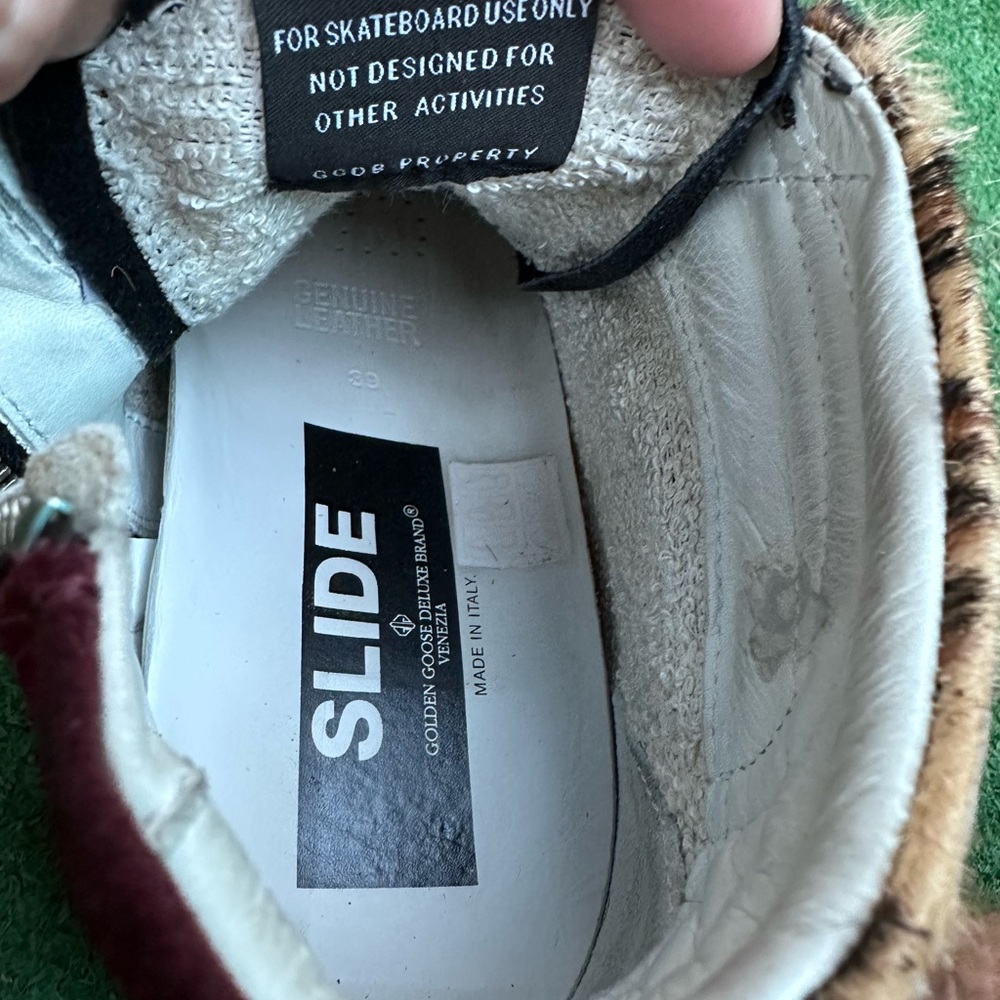 FOR SKATEBOARD USE ONLY
NOT DESIGNED FOR
OTHER ACTIVITIES
GGDB PROPERTY
GENUINE
LEATHER
39
SLIDE
GOLDEN GOOSE DELUXE BRAND®
VENEZIA
MADE IN ITALY